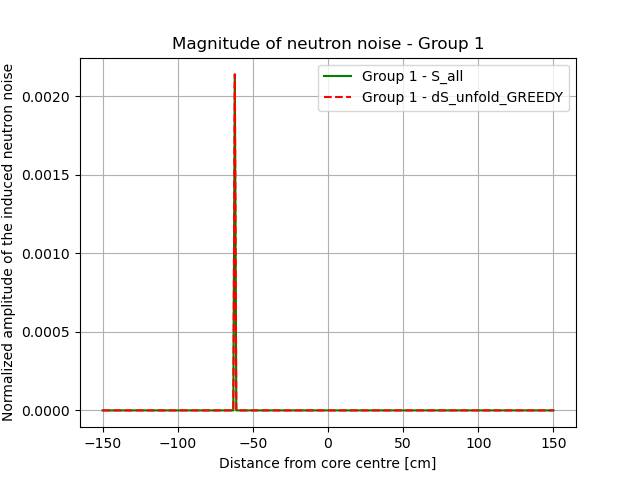 Magnitude of neutron noise - Group 1
Group 1 - S_all
Group 1 - dS_unfold_GREEDY
Normalized amplitude of the induced neutron noise
0.0020
0.0015
0.0010
0.0005
0.0000
−150
−100
−50
0
50
100
150
Distance from core centre [cm]